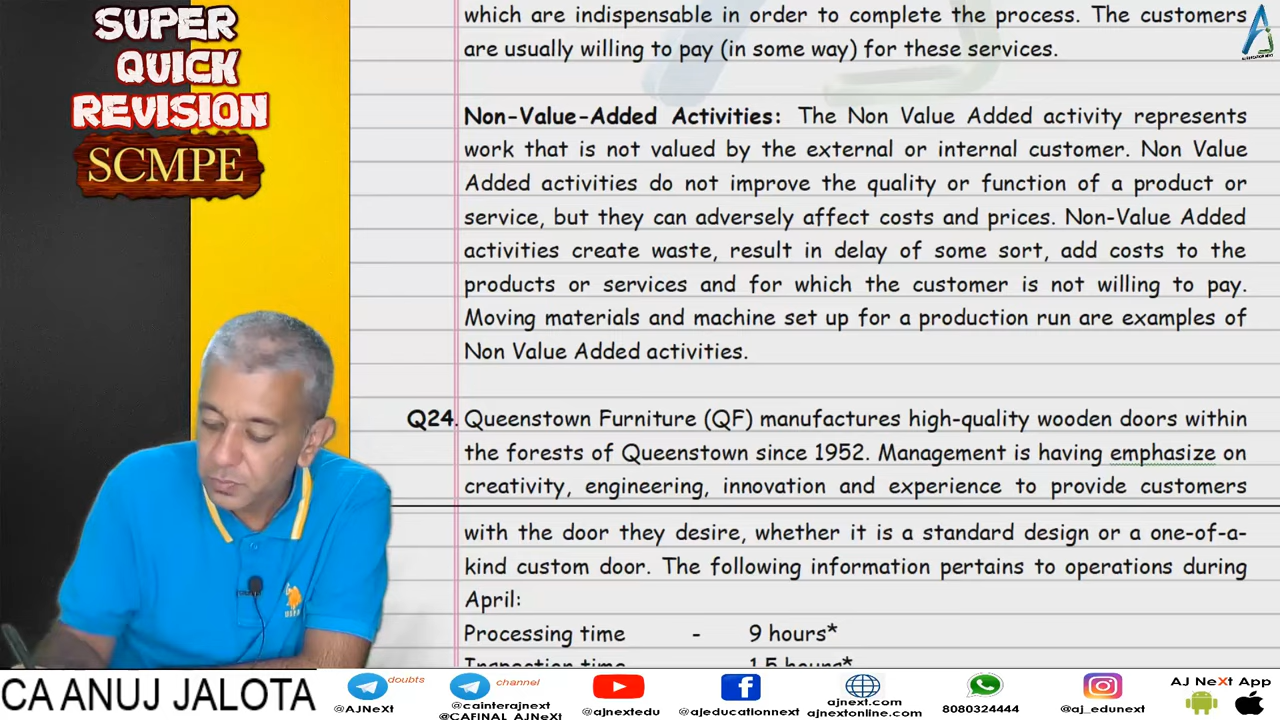 SUPER
QUICK
REVISION
SCMPE
which are indispensable in order to complete the process. The customers
are usually willing to pay (in some way) for these services.
Non-Value-Added Activities: The Non Value Added activity represents
work that is not valued by the external or internal customer. Non Value
Added activities do not improve the quality or function of a product or
service, but they can adversely affect costs and prices. Non-Value Added
activities create waste, result in delay of some sort, add costs to the
products or services and for which the customer is not willing to pay.
Moving materials and machine set up for a production run are examples of
Non Value Added activities.
Q24. Queenstown Furniture (QF) manufactures high-quality wooden doors within
the forests of Queenstown since 1952. Management is having emphasize on
creativity, engineering, innovation and experience to provide customers
with the door they desire, whether it is a standard design or a one-of-a-
kind custom door. The following information pertains to operations during
April:
Processing time - 9 hours*
Inspection time 1.5 hours*
CA ANUJ JALOTA
doubts
@AJNeXt
channel
@cainterajnext
@CAFINAL_AJNeXt
@ajnextedu
@ajeducationnext
ajnext.com
ajnextonline.com
8080324444
@aj_edunext
AJ NeXt App